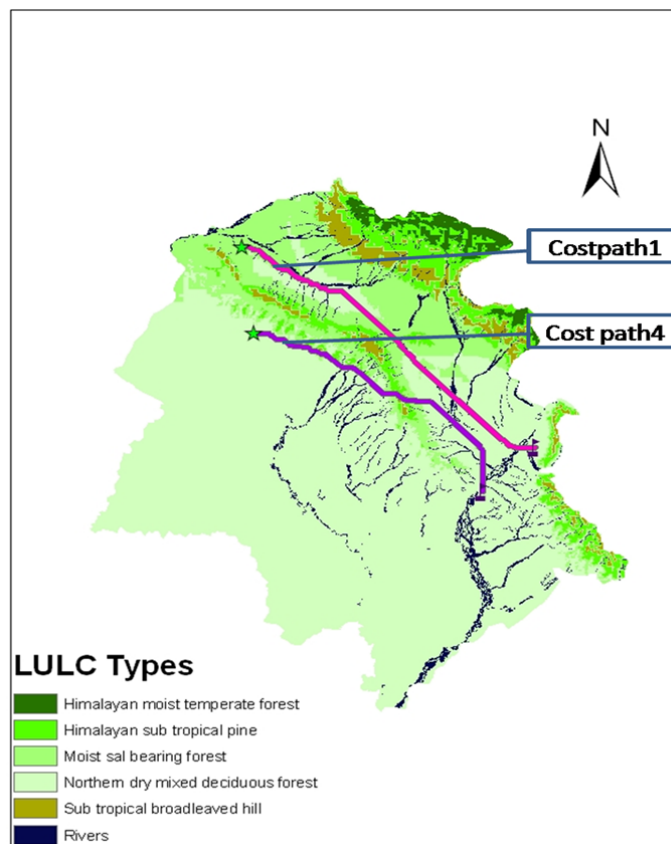 N
Costpath1
Cost path4
LULC Types
Himalayan moist temperate forest
Himalayan sub tropical pine
Moist sal bearing forest
Northern dry mixed deciduous forest
Sub tropical broadleaved hill
Rivers